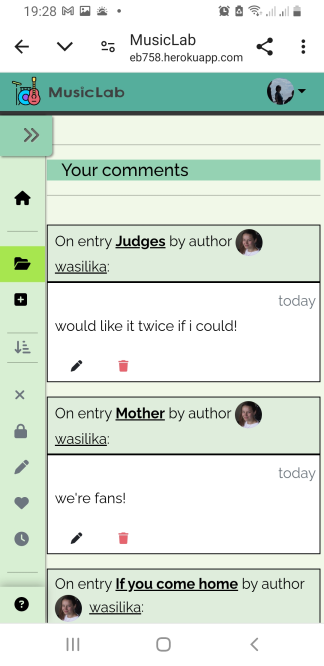 19:28
MusicLab
eb758.herokuapp.com
MusicLab
Your comments
On entry Judges by author
wasilika:
today
would like it twice if i could!
On entry Mother by author
wasilika:
today
we're fans!
On entry If you come home by author
wasilika: